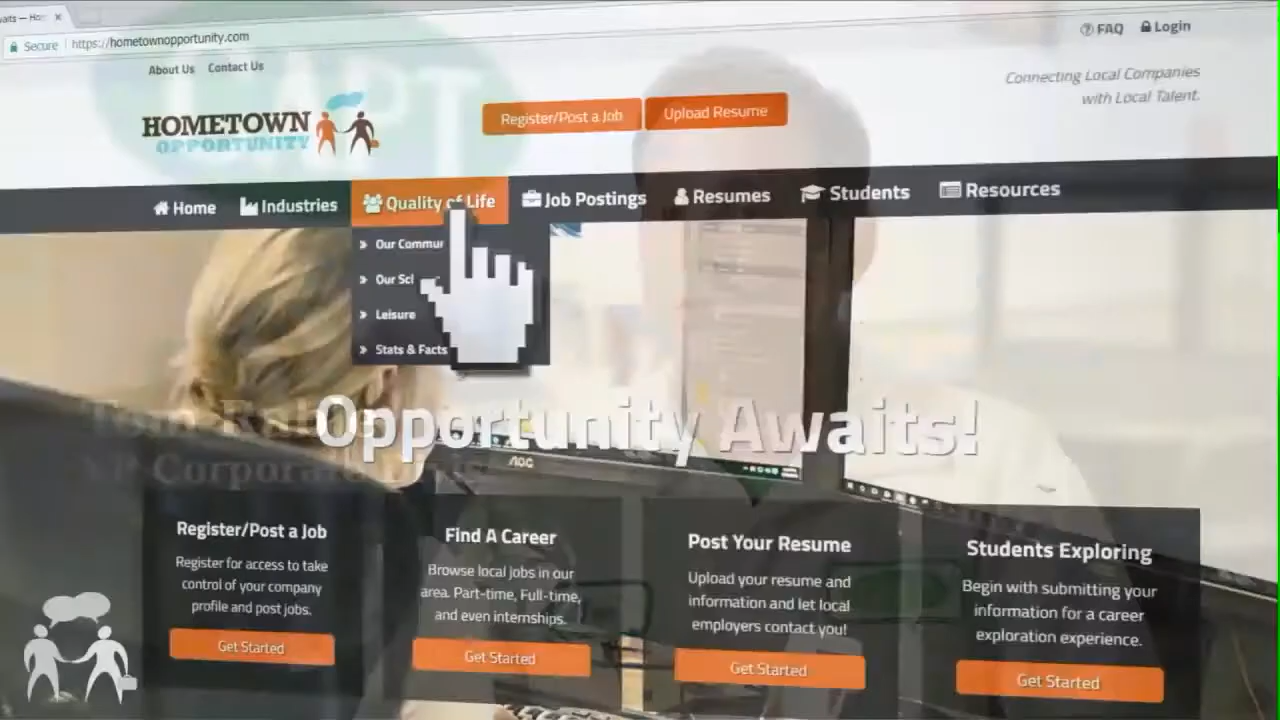 Secure https://hometownopportunity.com
FAQ Login
About Us Contact Us
Connecting Local Companies
with Local Talent.
HOMETOWN
OPPORTUNITY
Register/Post a Job Upload Resume
Home Industries Quality of Life Job Postings Resumes Students Resources
Our
Our
Leisure
Stats & Facts
Opportunity Awaits!
Tom
VP Corporate
AOC
Register/Post a Job
Register for access to take
control of your company
profile and post jobs.
Get Started
Find A Career
Browse local jobs in our
area. Part-time, Full-time,
and even internships.
Get Started
Post Your Resume
Upload your resume and
information and let local
employers contact you!
Get Started
Students Exploring
Begin with submitting your
information for a career
exploration experience.
Get Started